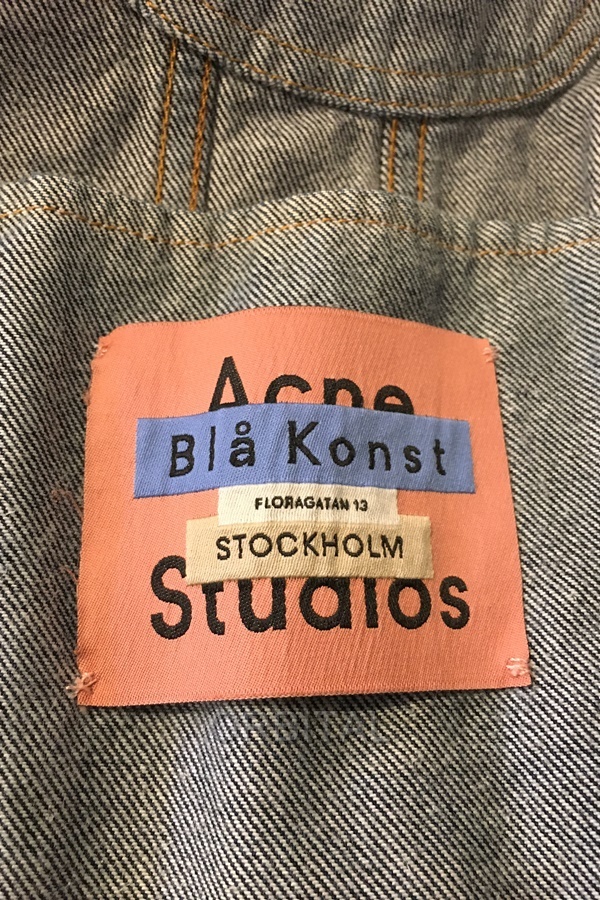 Acne
Blå Konst
FLORAGATAN 13
STOCKHOLM
Studios